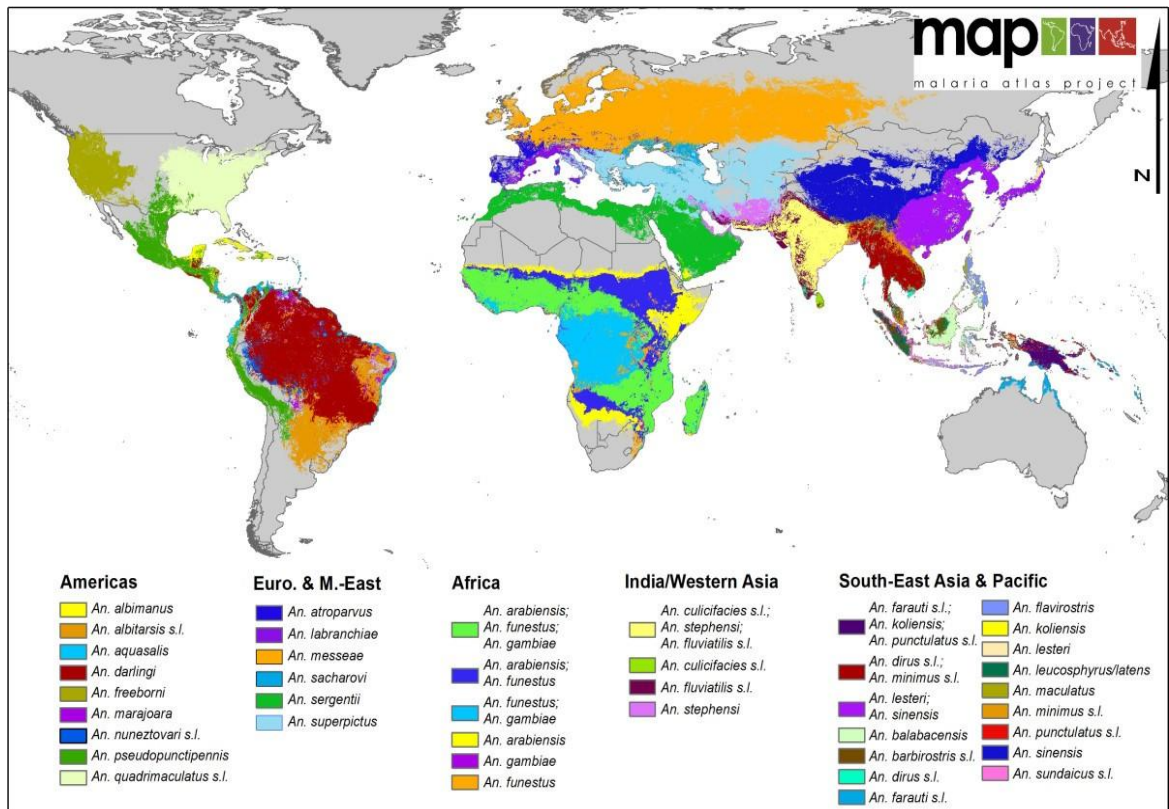 map
malaria atlas project
N
Americas
An. albimanus
An. albitarsis s.l.
An. aquasalis
An. darlingi
An. freeborni
An. marajoara
An. nuneztovari s.l.
An. pseudopunctipennis
An. quadrimaculatus s.l.
Euro. & M.-East
An. atroparvus
An. labranchiae
An. messeae
An. sacharovi
An. sergentii
An. superpictus
Africa
An. arabiensis;
An. funestus;
An. gambiae
An. arabiensis;
An. funestus
An. funestus;
An. gambiae
An. arabiensis
An. gambiae
An. funestus
India/Western Asia
An. culicifacies s.l.;
An. stephensi;
An. fluviatilis s.l.
An. culicifacies s.l.
An. fluviatilis s.l.
An. stephensi
South-East Asia & Pacific
An. farauti s.l.;
An. koliensis;
An. punctulatus s.l.
An. dirus s.l.;
An. minimus s.l.
An. lesteri;
An. sinensis
An. balabacensis
An. barbirostris s.l.
An. dirus s.l.
An. farauti s.l.
An. flavirostris
An. koliensis
An. lesteri
An. leucosphyrus/latens
An. maculatus
An. minimus s.l.
An. punctulatus s.l.
An. sinensis
An. sundaicus s.l.